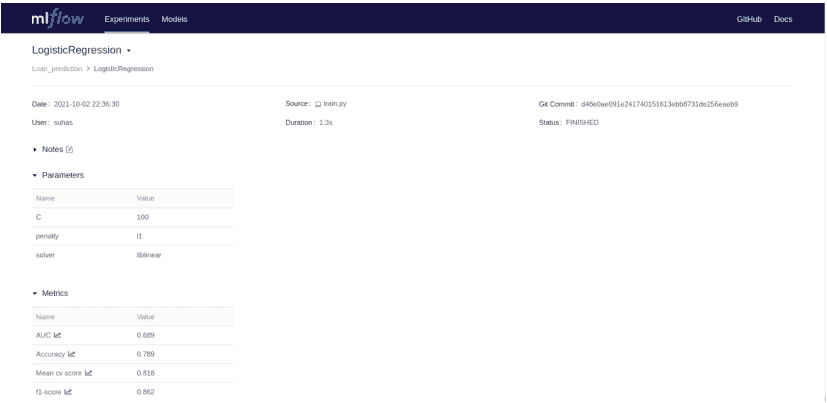 mlflow Experiments Models GitHub Docs
LogisticRegression
Loan_prediction > LogisticRegression
Date : 2021-10-02 22:36:30 Source : train.py Git Commit : d48e0ae091e241740151613ebb8731de256eaeb9
User : suhas Duration : 1.3s Status : FINISHED
Notes
Parameters
Name Value
C 100
penalty l1
solver liblinear
Metrics
Name Value
AUC 0.689
Accuracy 0.789
Mean cv score 0.818
f1-score 0.862